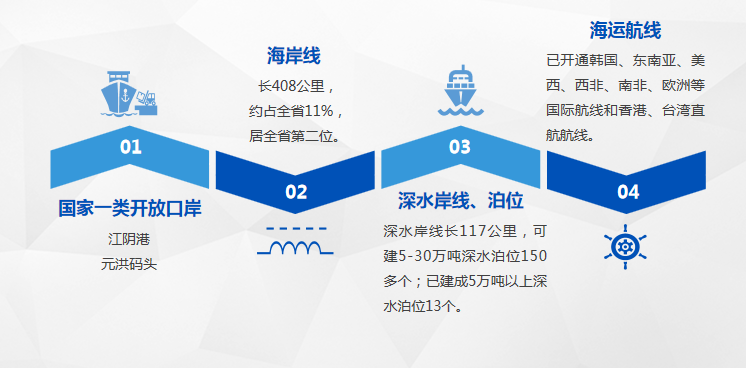 01
国家一类开放口岸
江阴港
元洪码头
海岸线
长408公里，
约占全省11%，
居全省第二位。
02
03
深水岸线、泊位
深水岸线长117公里，可
建5-30万吨深水泊位150
多个；已建成5万吨以上深
水泊位13个。
海运航线
已开通韩国、东南亚、美
西、西非、南非、欧洲等
国际航线和香港、台湾直
航航线。
04